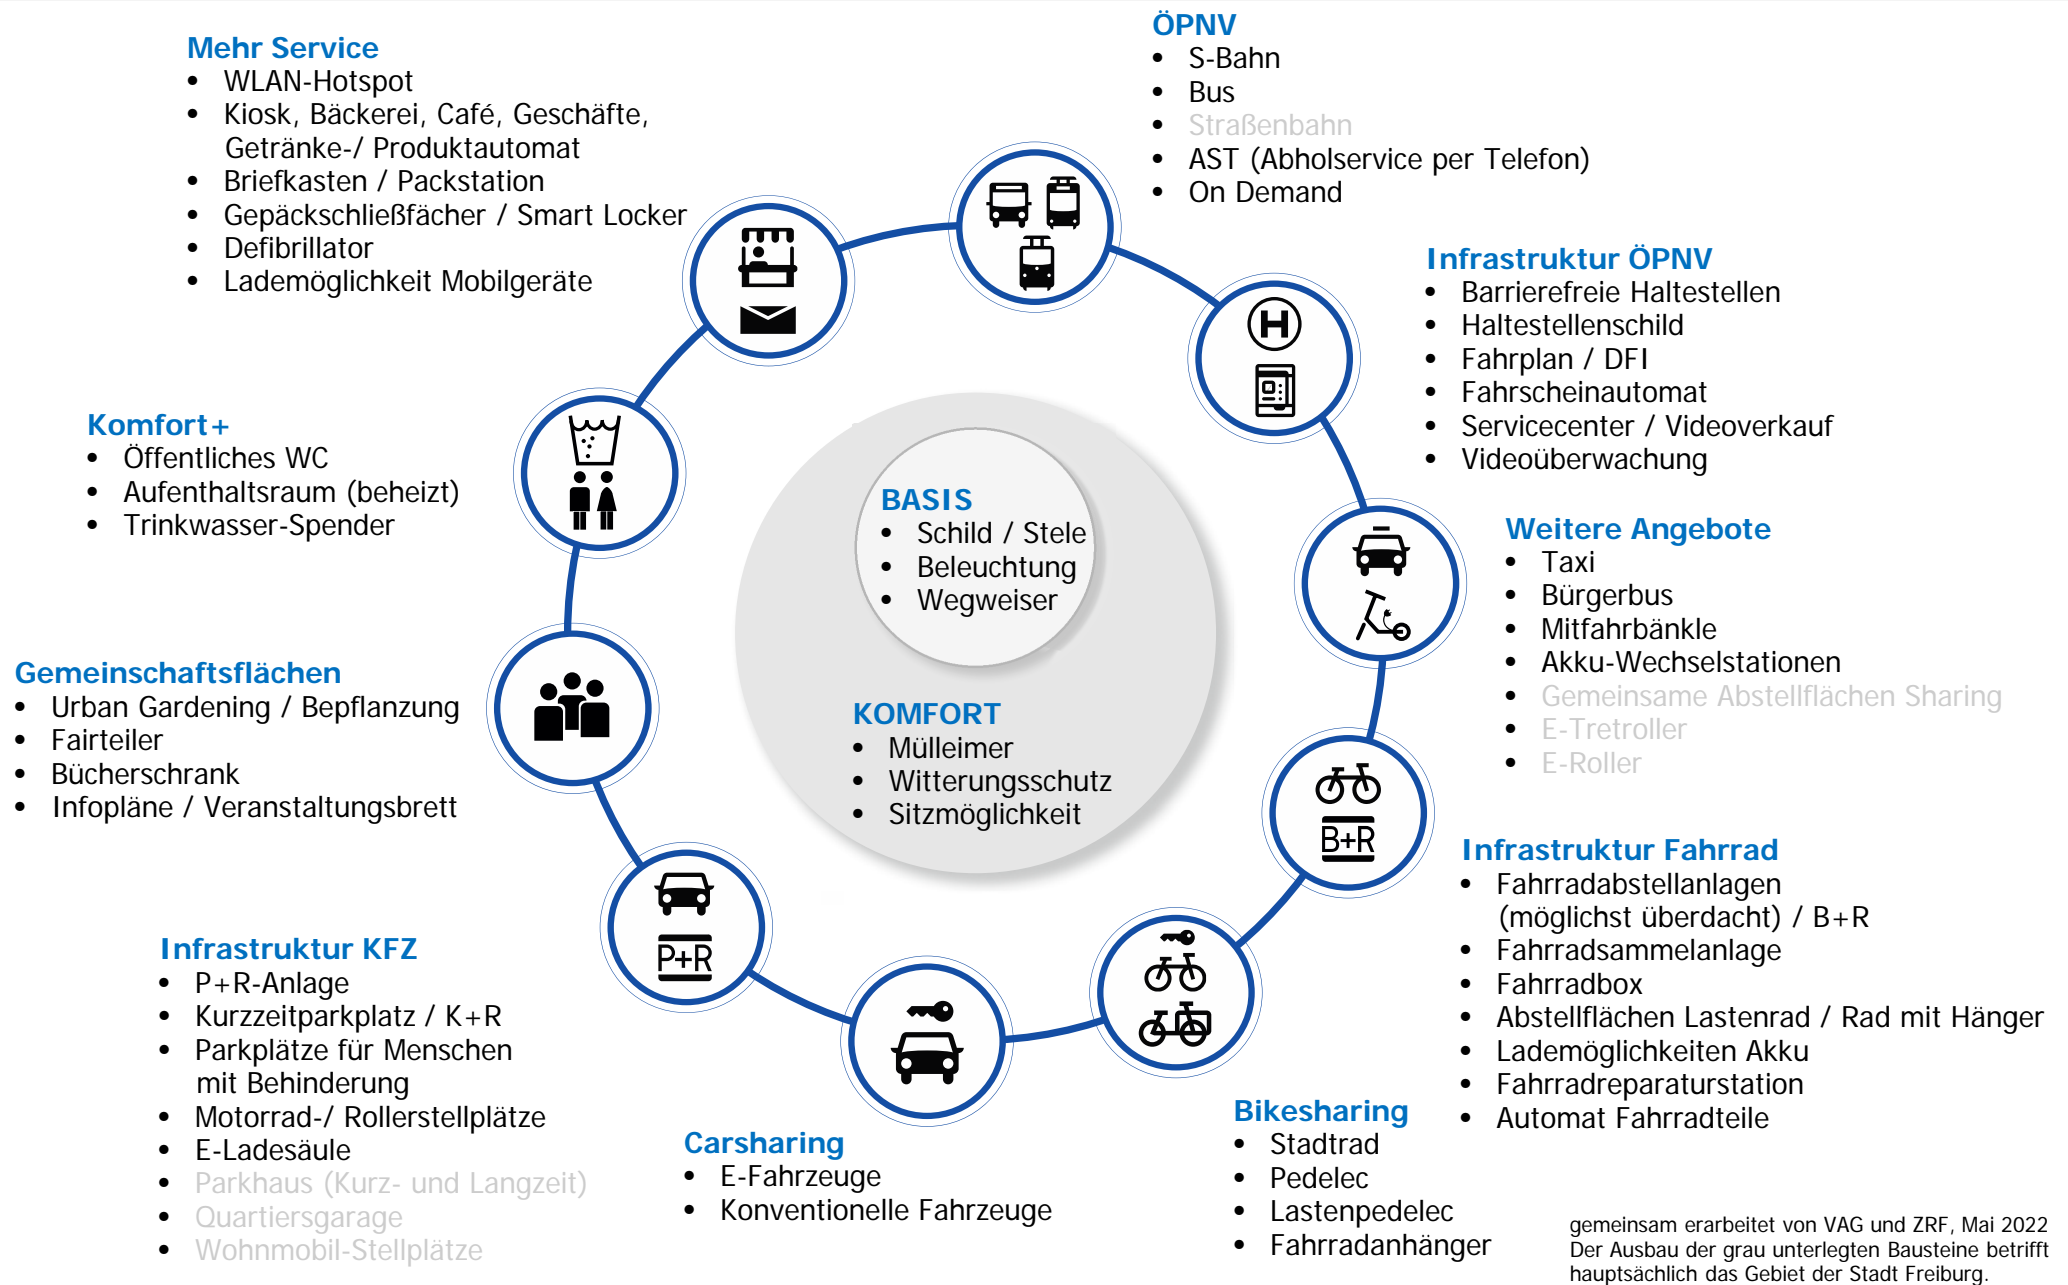 Mehr Service
• WLAN-Hotspot
• Kiosk, Bäckerei, Café, Geschäfte,
Getränke-/ Produktautomat
• Briefkasten / Packstation
• Gepäckschließfächer / Smart Locker
• Defibrillator
• Lademöglichkeit Mobilgeräte
ÖPNV
• S-Bahn
• Bus
• Straßenbahn
• AST (Abholservice per Telefon)
• On Demand
Infrastruktur ÖPNV
• Barrierefreie Haltestellen
• Haltestellenschild
• Fahrplan / DFI
• Fahrscheinautomat
• Servicecenter / Videoverkauf
• Videoüberwachung
H
Komfort+
• Öffentliches WC
• Aufenthaltsraum (beheizt)
• Trinkwasser-Spender
BASIS
• Schild / Stele
• Beleuchtung
• Wegweiser
KOMFORT
• Mülleimer
• Witterungsschutz
• Sitzmöglichkeit
Weitere Angebote
• Taxi
• Bürgerbus
• Mitfahrbänkle
• Akku-Wechselstationen
• Gemeinsame Abstellflächen Sharing
• E-Tretroller
• E-Roller
Gemeinschaftsflächen
• Urban Gardening / Bepflanzung
• Fairteiler
• Bücherschrank
• Infopläne / Veranstaltungsbrett
B+R
Infrastruktur Fahrrad
• Fahrradabstellanlagen
(möglichst überdacht) / B+R
• Fahrradsammelanlage
• Fahrradbox
• Abstellflächen Lastenrad / Rad mit Hänger
• Lademöglichkeiten Akku
• Fahrradreparaturstation
• Automat Fahrradteile
P+R
Infrastruktur KFZ
• P+R-Anlage
• Kurzzeitparkplatz / K+R
• Parkplätze für Menschen
mit Behinderung
• Motorrad-/ Rollerstellplätze
• E-Ladesäule
• Parkhaus (Kurz- und Langzeit)
• Quartiersgarage
• Wohnmobil-Stellplätze
Carsharing
• E-Fahrzeuge
• Konventionelle Fahrzeuge
Bikesharing
• Stadtrad
• Pedelec
• Lastenpedelec
• Fahrradanhänger
gemeinsam erarbeitet von VAG und ZRF, Mai 2022
Der Ausbau der grau unterlegten Bausteine betrifft
hauptsächlich das Gebiet der Stadt Freiburg.